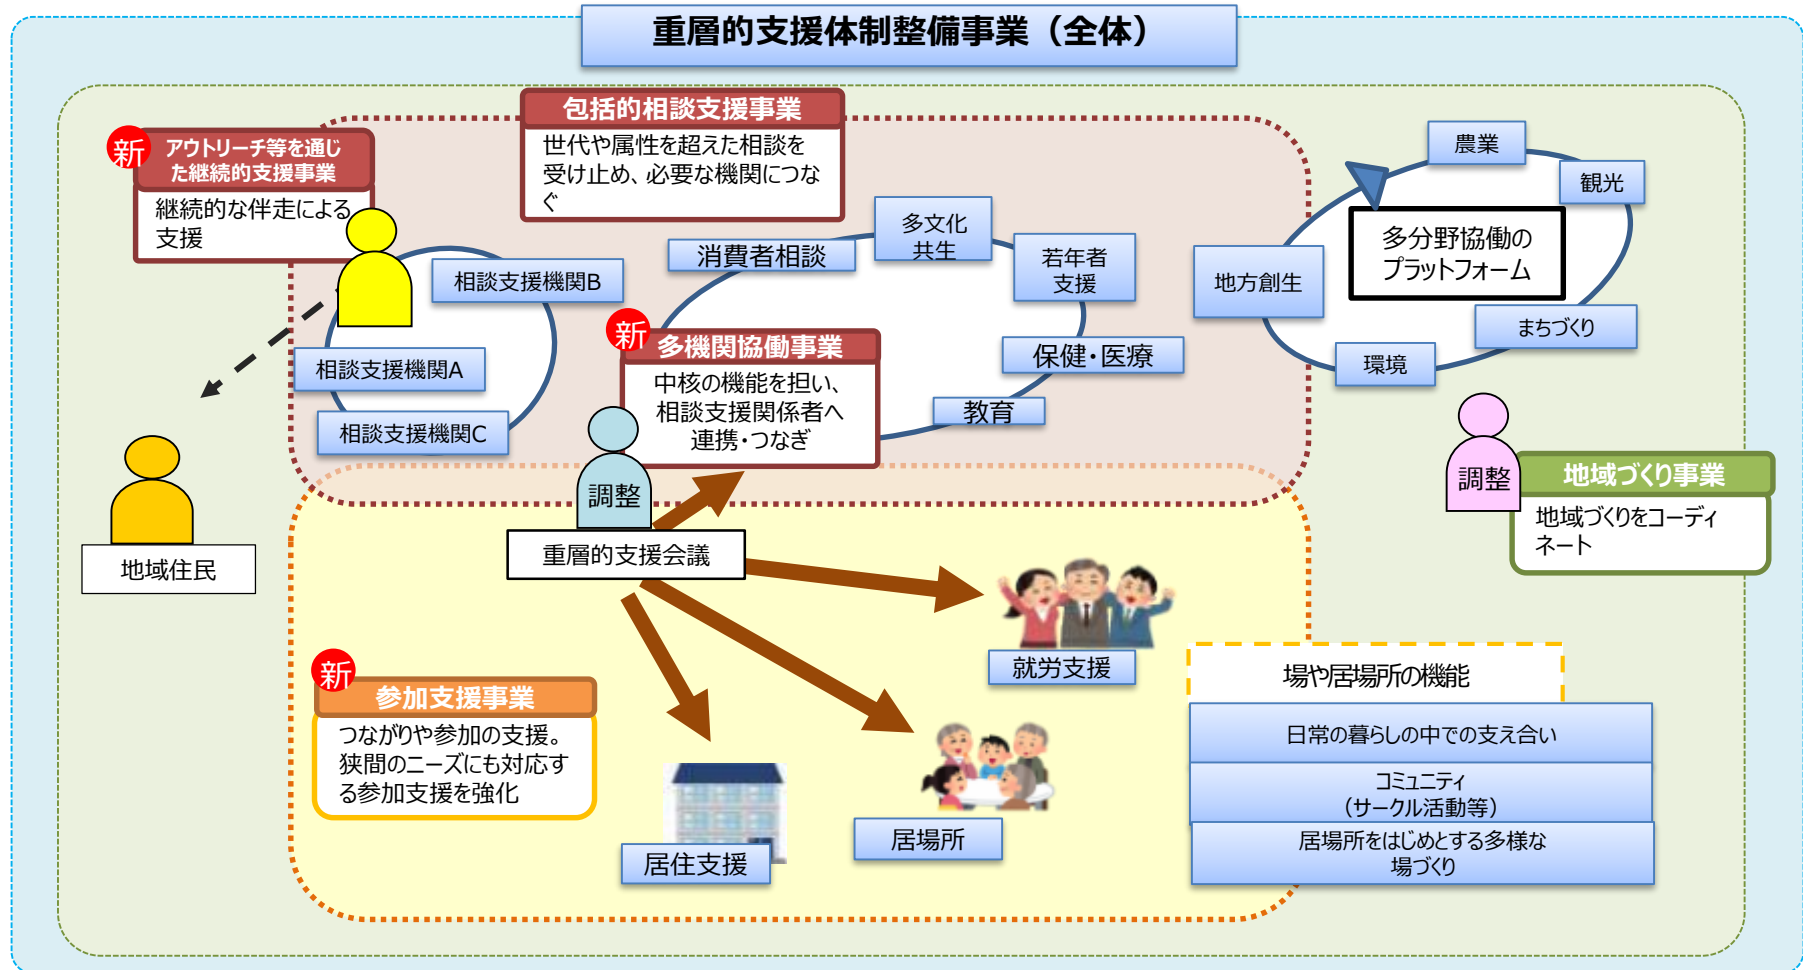 重層的支援体制整備事業（全体）
包括的相談支援事業
世代や属性を超えた相談を
受け止め、必要な機関につな
ぐ
新
アウトリーチ等を通じ
た継続的支援事業
継続的な伴走による
支援
相談支援機関B
相談支援機関A
相談支援機関C
消費者相談
多文化
共生
若年者
支援
保健・医療
教育
新
多機関協働事業
中核の機能を担い、
相談支援関係者へ
連携・つなぎ
農業
観光
多分野協働の
プラットフォーム
地方創生
まちづくり
環境
調整
地域づくり事業
地域づくりをコーディ
ネート
地域住民
調整
重層的支援会議
就労支援
新
参加支援事業
つながりや参加の支援。
狭間のニーズにも対応す
る参加支援を強化
居住支援
居場所
場や居場所の機能
日常の暮らしの中での支え合い
コミュニティ
（サークル活動等）
居場所をはじめとする多様な
場づくり